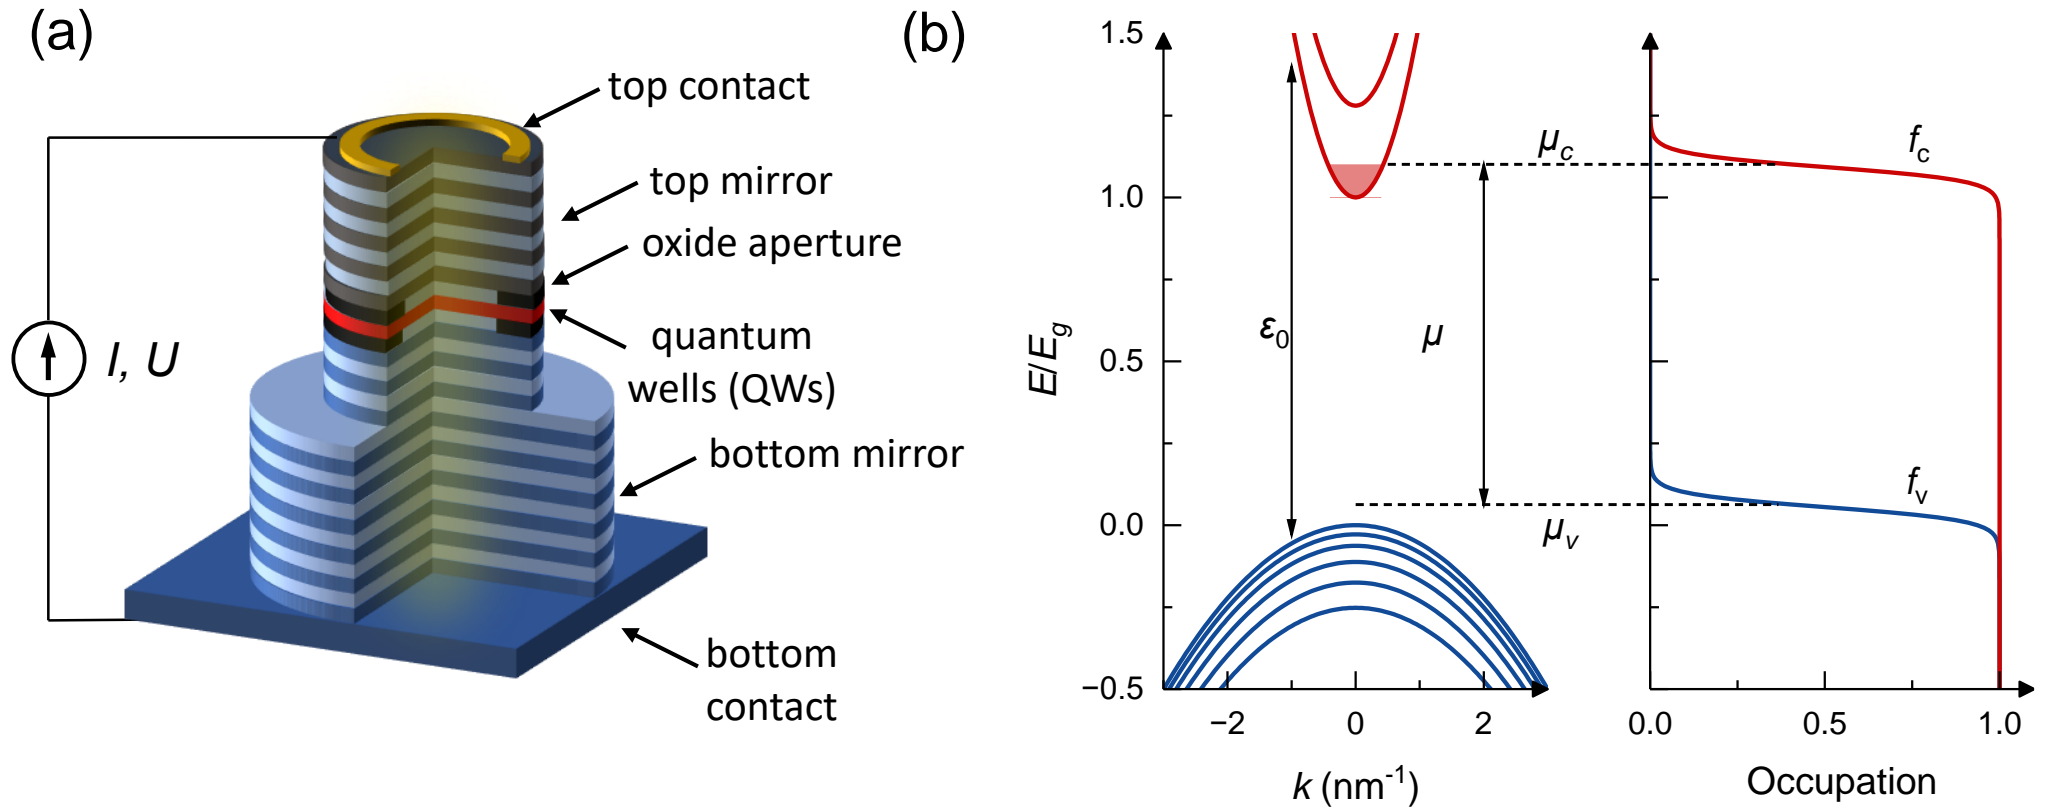 (a)
top contact
top mirror
oxide aperture
quantum
wells (QWs)
bottom mirror
bottom
contact
I, U
(b)
E/E_g
1.5
1.0
0.5
0.0
−0.5
−2
0
2
k (nm⁻¹)
ε₀
μ
μ_c
μ_v
f_c
f_v
0.0
0.5
1.0
Occupation